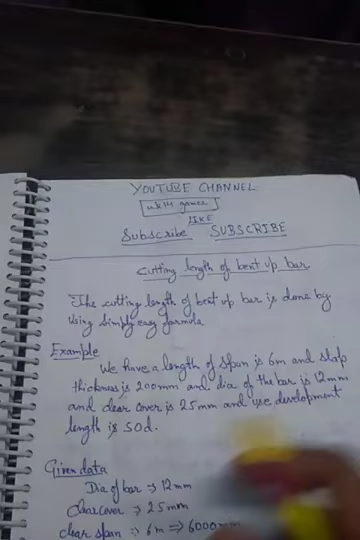 YOUTUBE CHANNEL
LIKE
Subscribe SUBSCRIBE
Cutting length of bent up bar
The cutting length of bent up bar is done by
Using simply easy formula
Example
We have a length of span is 6m and slab
thickness is 200mm and dia of the bar is 12mm
and clear cover is 25mm and use development
length is 50d.
Given data
Dia of bar => 12mm
clear cover => 25mm
clear span => 6m => 6000mm